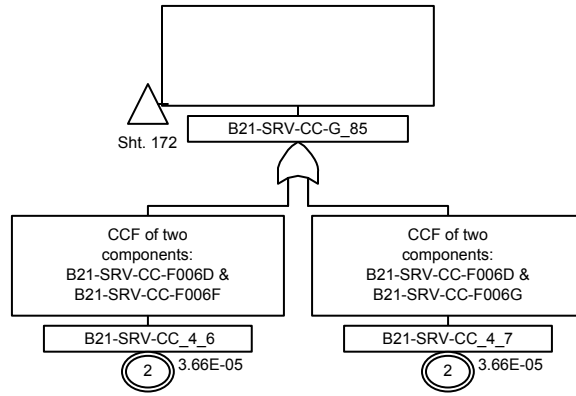 Sht. 172
B21-SRV-CC-G_85
CCF of two
components:
B21-SRV-CC-F006D &
B21-SRV-CC-F006F
B21-SRV-CC_4_6
2
3.66E-05
CCF of two
components:
B21-SRV-CC-F006D &
B21-SRV-CC-F006G
B21-SRV-CC_4_7
2
3.66E-05